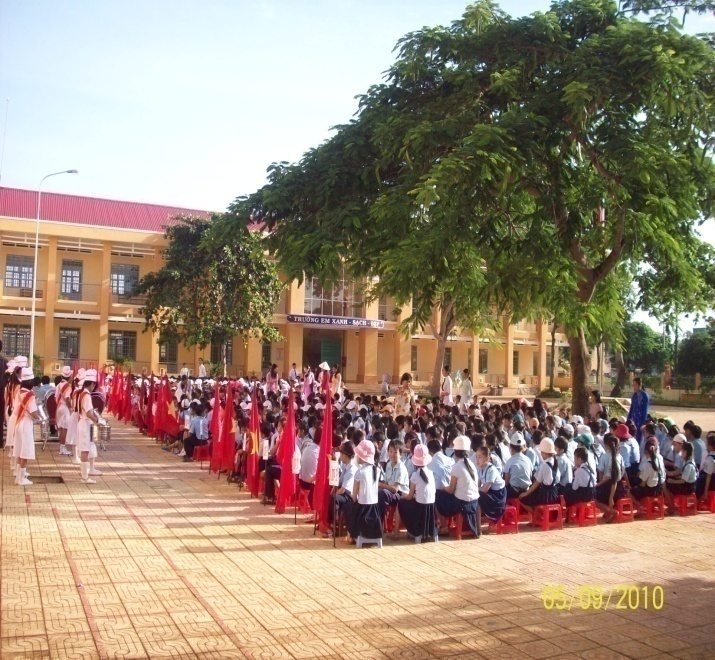 TRƯỜNG EM XANH - SẠCH - ĐẸP
05/09/2010